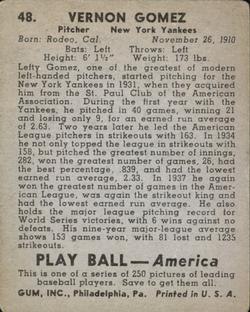 48. VERNON GOMEZ
Pitcher New York Yankees
Born: Rodeo, Cal. November 26, 1910
Bats: Left Throws: Left
Height: 6' 1½" Weight: 173 lbs.
Lefty Gomez, one of the greatest of modern
left-handed pitchers, started pitching for the
New York Yankees in 1931, when they acquired
him from the St. Paul Club of the American
Association. During the first year with the
Yankees, he pitched in 40 games, winning 21
and losing only 9, for an earned run average
of 2.63. Two years later he led the American
League pitchers in strikeouts with 163. In 1934
he not only topped the league in strikeouts with
158, but pitched the greatest number of innings,
282, won the greatest number of games, 26, had
the best percentage, .839, and had the lowest
earned run average, 2.33. In 1937 he again
won the greatest number of games in the Am-
erican League, was again the strikeout king and
had the lowest earned run average. He also
holds the major league pitching record for
World Series victories, with 6 wins against no
defeats. His nine-year major-league average
shows 153 games won, with 81 lost and 1235
strikeouts.
PLAY BALL—America
This is one of a series of 250 pictures of leading
baseball players. Save to get them all.
GUM, INC., Philadelphia, Pa. Printed in U. S. A.